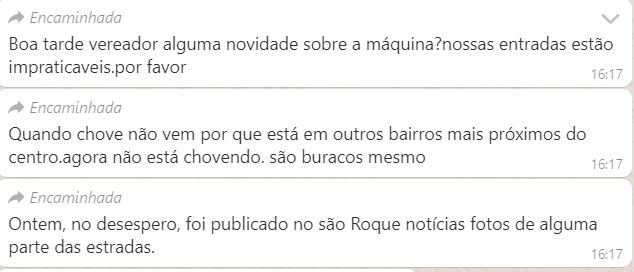 Encaminhada
Boa tarde vereador alguma novidade sobre a máquina?nossas entradas estão
impraticaveis.por favor
16:17
Encaminhada
Quando chove não vem por que está em outros bairros mais próximos do
centro.agora não está chovendo. são buracos mesmo
16:17
Encaminhada
Ontem, no desespero, foi publicado no são Roque notícias fotos de alguma
parte das estradas.
16:17